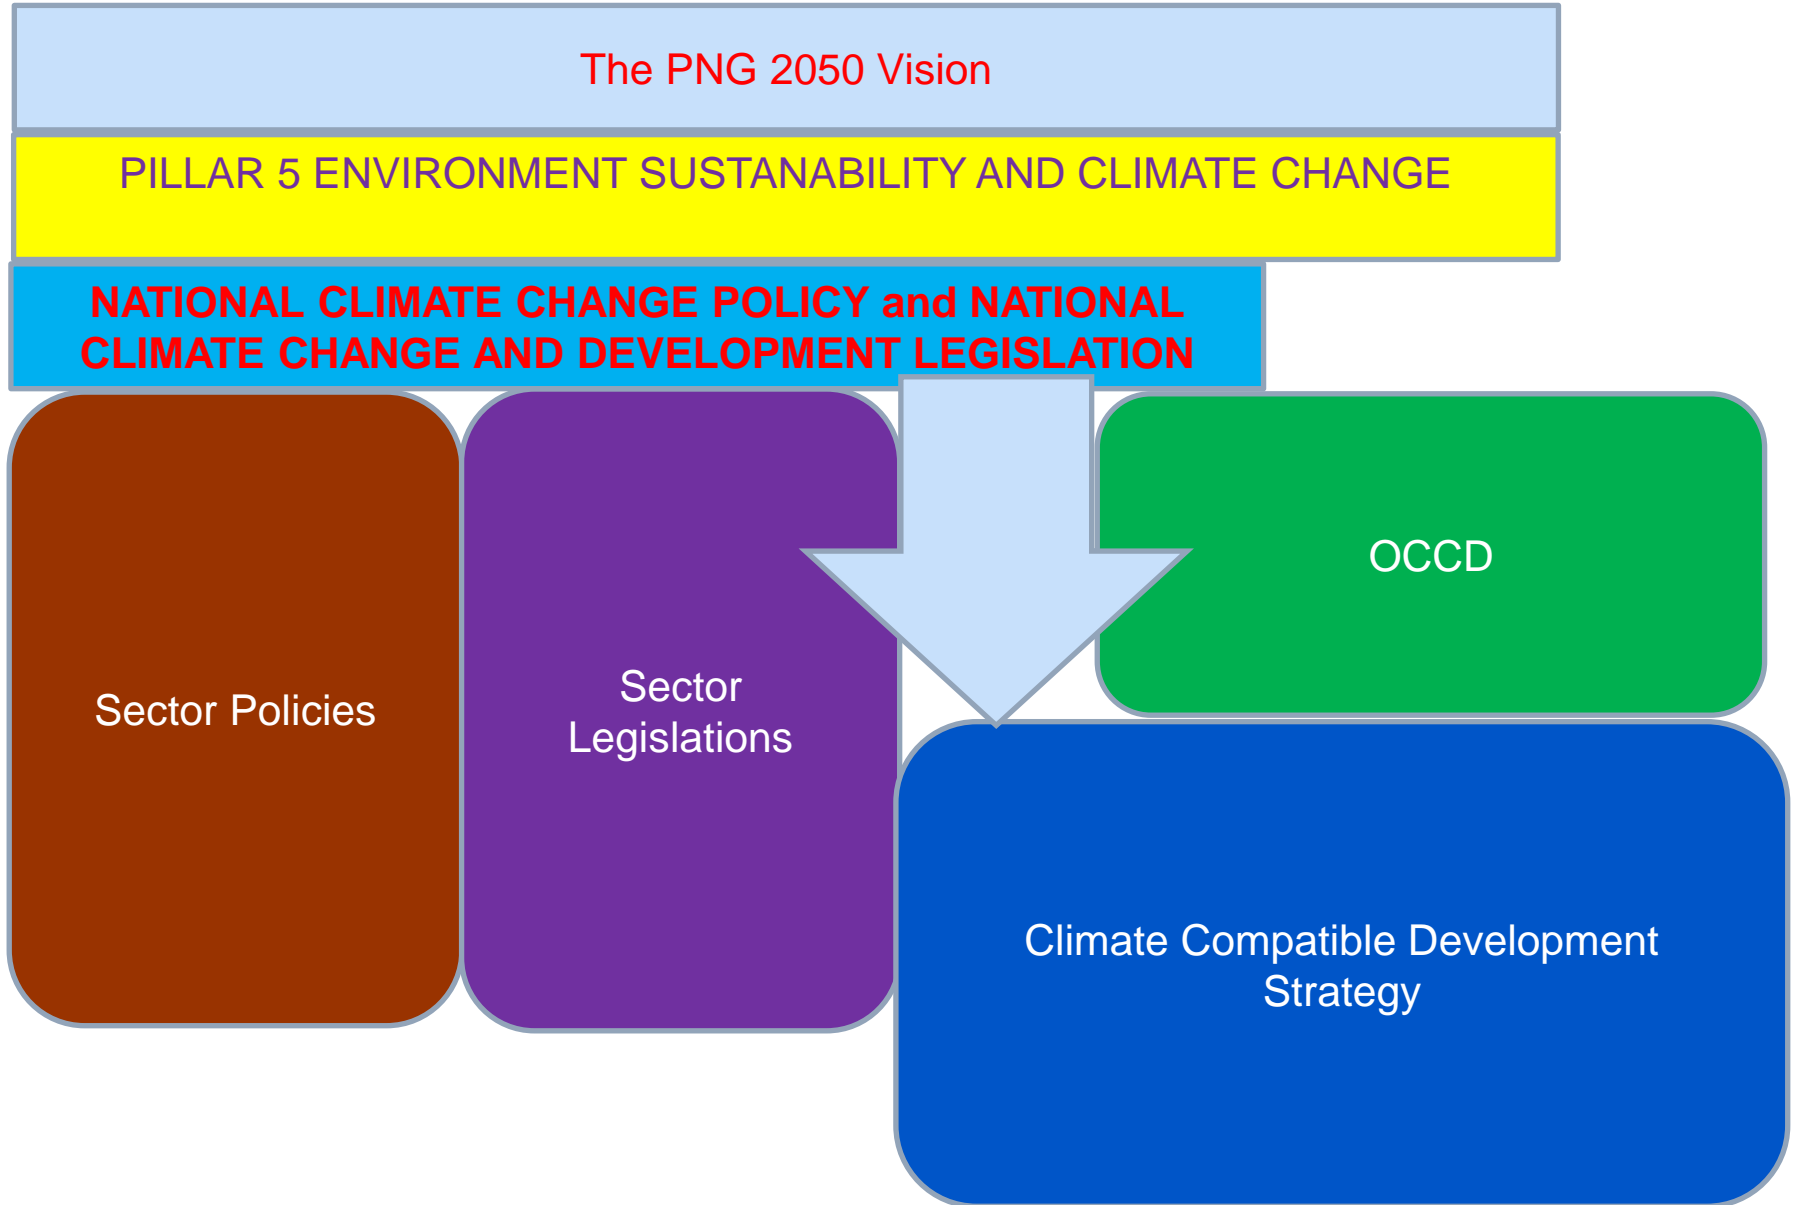 The PNG 2050 Vision
PILLAR 5 ENVIRONMENT SUSTANABILITY AND CLIMATE CHANGE
NATIONAL CLIMATE CHANGE POLICY and NATIONAL
CLIMATE CHANGE AND DEVELOPMENT LEGISLATION
Sector Policies
Sector
Legislations
OCCD
Climate Compatible Development
Strategy